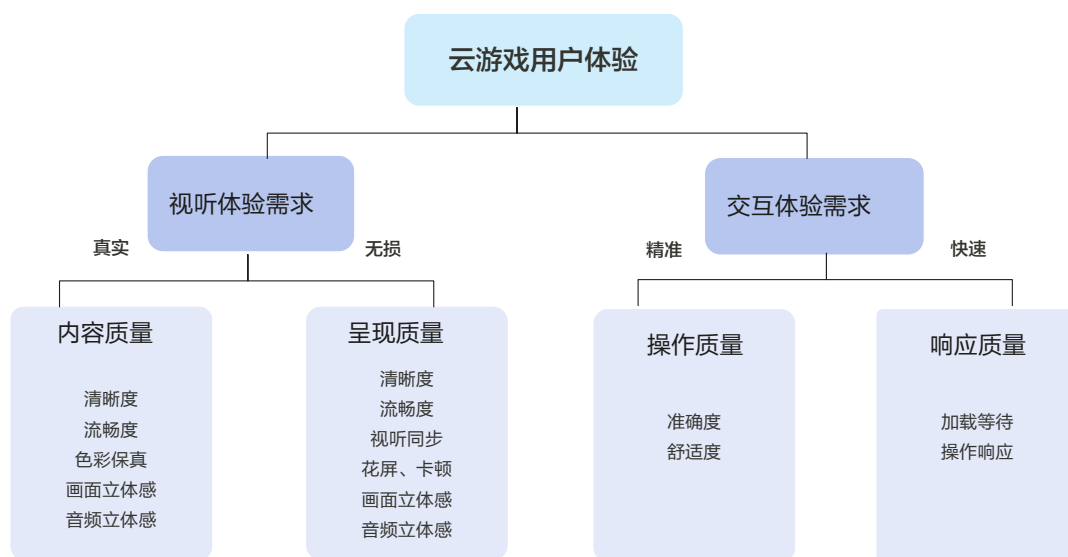 云游戏用户体验
视听体验需求
交互体验需求
真实
无损
精准
快速
内容质量
清晰度
流畅度
色彩保真
画面立体感
音频立体感
呈现质量
清晰度
流畅度
视听同步
花屏、卡顿
画面立体感
音频立体感
操作质量
准确度
舒适度
响应质量
加载等待
操作响应